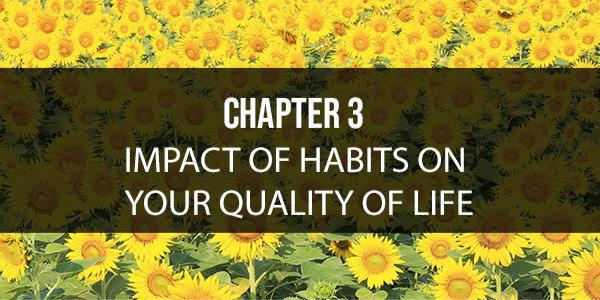 CHAPTER 3
IMPACT OF HABITS ON
YOUR QUALITY OF LIFE